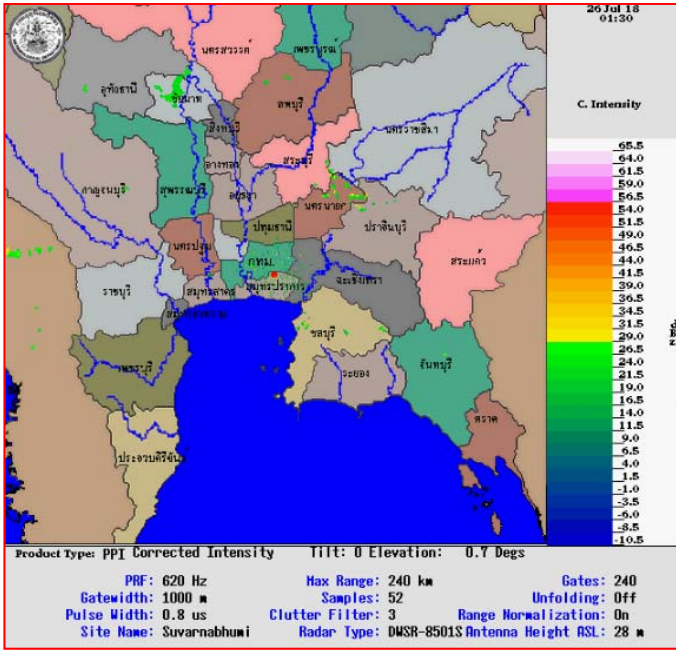 26 Jul 18
01:30
C. Intensity
65.5
64.0
61.5
59.0
56.5
54.0
51.5
49.0
46.5
44.0
41.5
39.0
36.5
34.0
31.5
29.0
26.5
24.0
21.5
19.0
16.5
14.0
11.5
9.0
6.5
4.0
1.5
-1.0
-3.5
-6.0
-8.5
-10.5
นครสวรรค์
เพชรบูรณ์
อุทัยธานี
ชัยนาท
ลพบุรี
สิงห์บุรี
นครราชสีมา
อ่างทอง
สระบุรี
กาญจนบุรี
สุพรรณบุรี
อยุธยา
นครนายก
ปราจีนบุรี
ปทุมธานี
นครปฐม
กทม.
สระแก้ว
ราชบุรี
สมุทรสาคร
สมุทรปราการ
ฉะเชิงเทรา
สมุทรสงคราม
ชลบุรี
เพชรบุรี
ระยอง
จันทบุรี
ตราด
ประจวบคีรีขันธ์
Product Type: PPI Corrected Intensity Tilt: 0 Elevation: 0.7 Degs
PRF: 620 Hz Max Range: 240 km Gates: 240
Gatewidth: 1000 m Samples: 52 Unfolding: Off
Pulse Width: 0.8 us Clutter Filter: 3 Range Normalization: On
Site Name: Suvarnabhumi Radar Type: DWSR-8501S Antenna Height ASL: 28 m